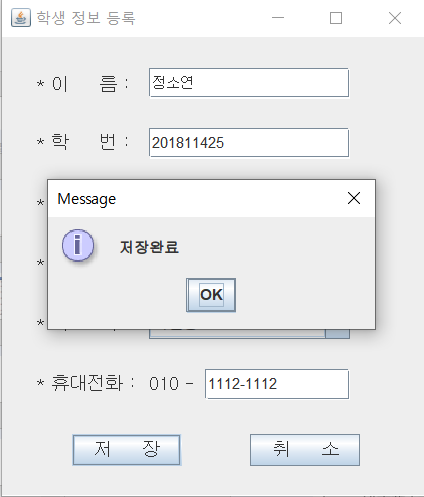 학생 정보 등록
* 이 름 :
정소연
* 학 번 :
201811425
*
Message
저장완료
*
OK
*
* 휴대전화 : 010 - 1112-1112
저 장
취 소